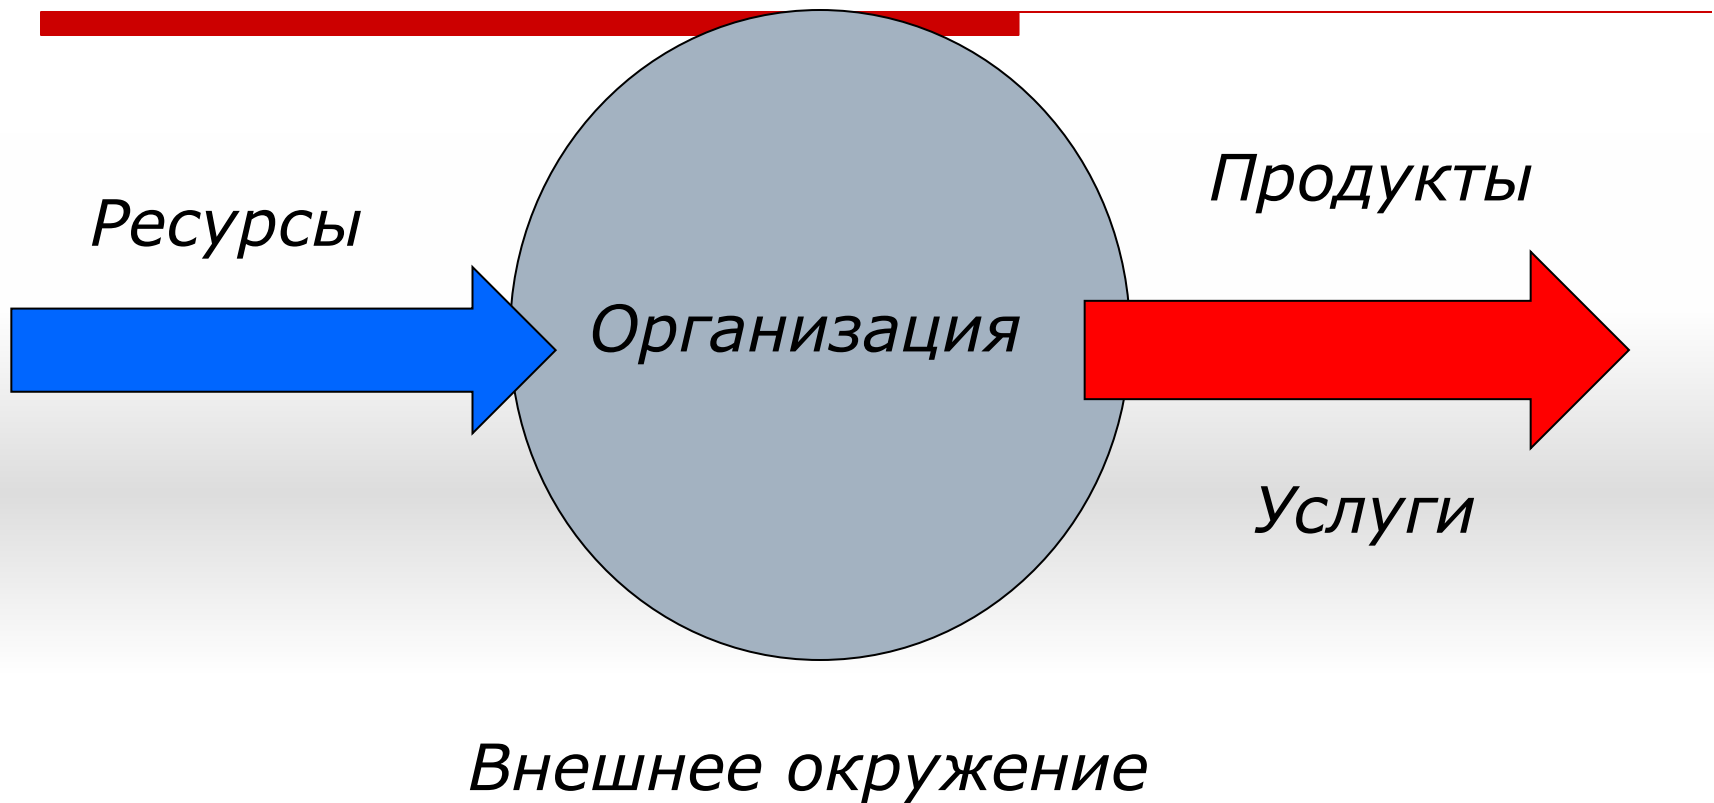 Продукты
Ресурсы
Организация
Услуги
Внешнее окружение